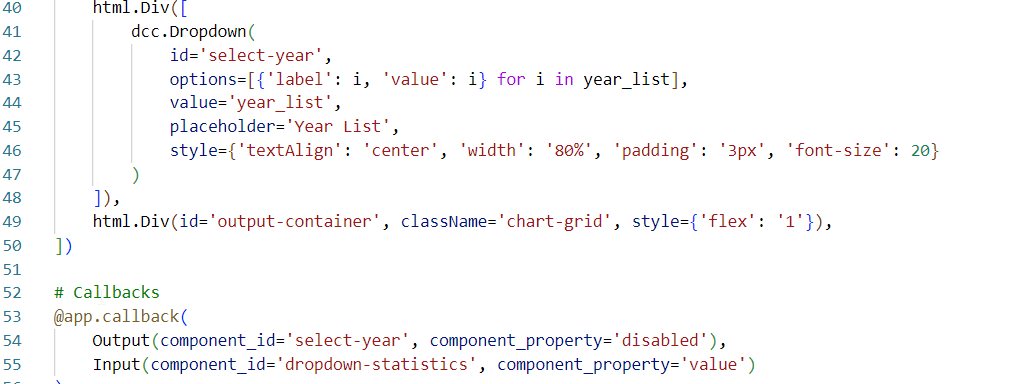 40 html.Div([
41 dcc.Dropdown(
42 id='select-year',
43 options=[{'label': i, 'value': i} for i in year_list],
44 value='year_list',
45 placeholder='Year List',
46 style={'textAlign': 'center', 'width': '80%', 'padding': '3px', 'font-size': 20}
47 )
48 ]),
49 html.Div(id='output-container', className='chart-grid', style={'flex': '1'}),
50 ])
51
52 # Callbacks
53 @app.callback(
54 Output(component_id='select-year', component_property='disabled'),
55 Input(component_id='dropdown-statistics', component_property='value')